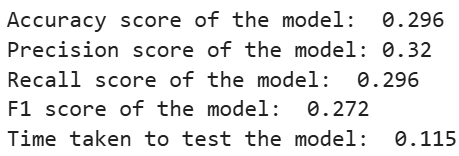 Accuracy score of the model:  0.296
Precision score of the model: 0.32
Recall score of the model:  0.296
F1 score of the model:  0.272
Time taken to test the model:  0.115